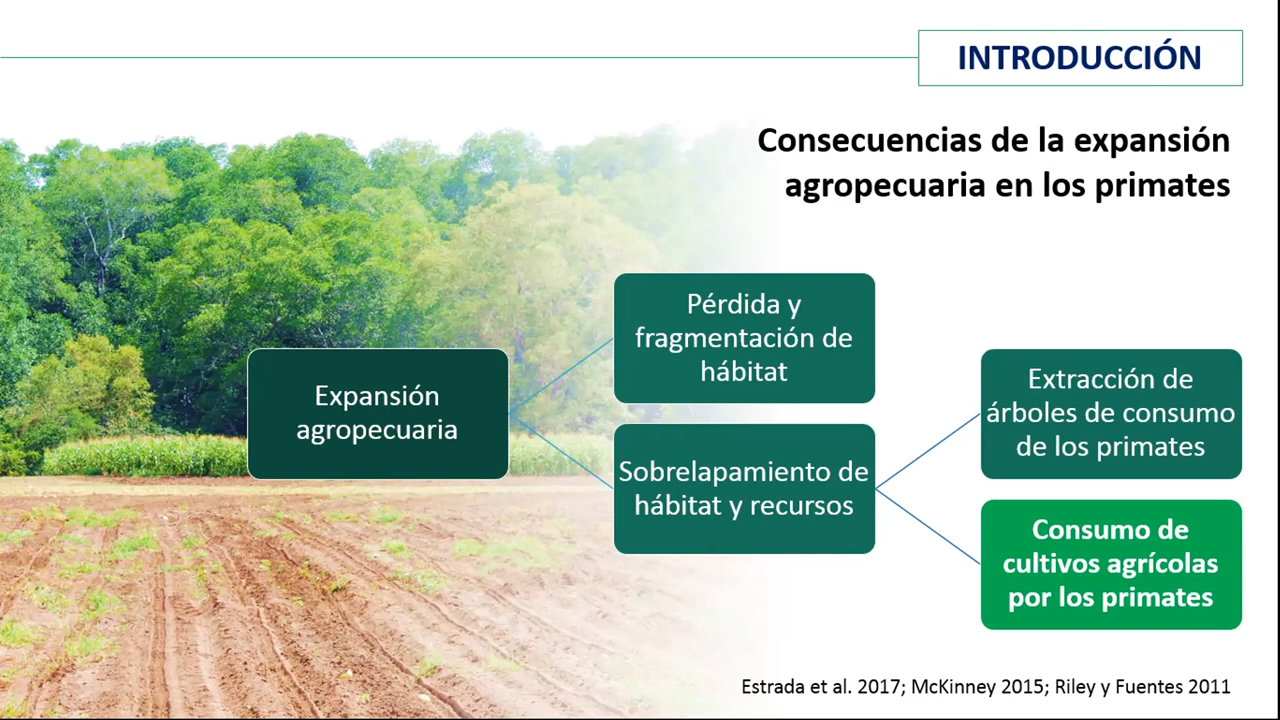 INTRODUCCIÓN
Consecuencias de la expansión
agropecuaria en los primates
Expansión
agropecuaria
Pérdida y
fragmentación de
hábitat
Sobrelapamiento de
hábitat y recursos
Extracción de
árboles de consumo
de los primates
Consumo de
cultivos agrícolas
por los primates
Estrada et al. 2017; McKinney 2015; Riley y Fuentes 2011